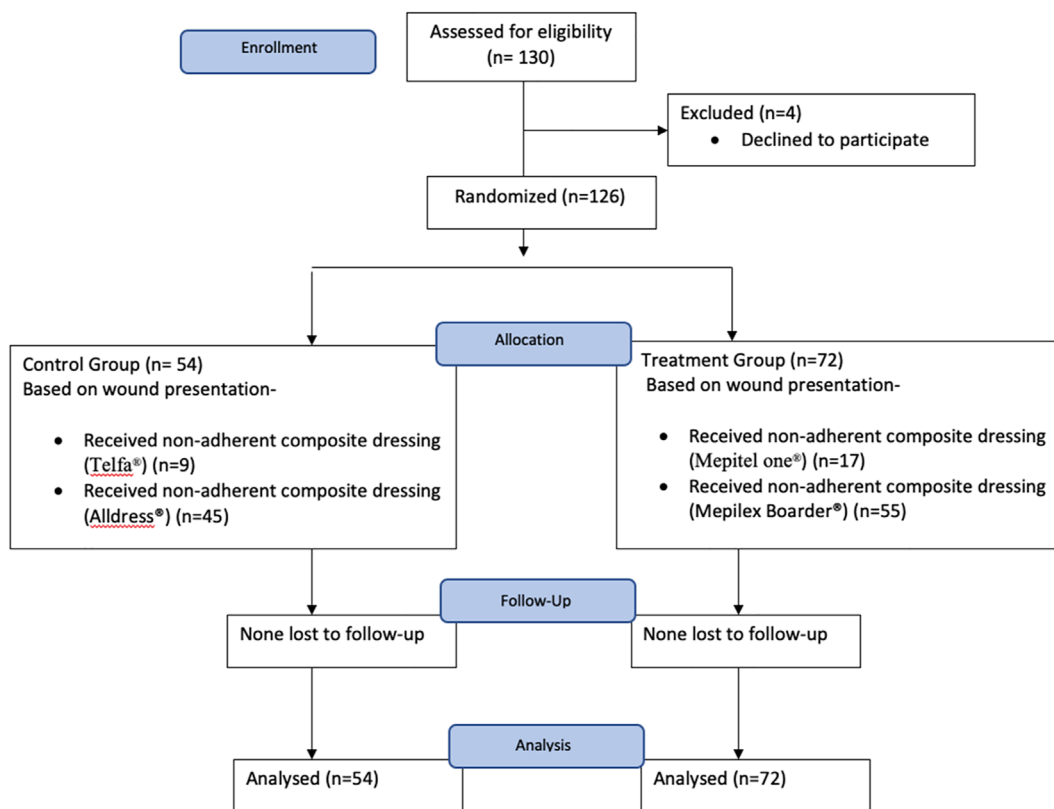 Enrollment
Assessed for eligibility
(n= 130)
Excluded (n=4)
• Declined to participate
Randomized (n=126)
Allocation
Control Group (n= 54)
Based on wound presentation-
• Received non-adherent composite dressing
(Telfa®) (n=9)
• Received non-adherent composite dressing
(Alldress®) (n=45)
Treatment Group (n=72)
Based on wound presentation-
• Received non-adherent composite dressing
(Mepitel one®) (n=17)
• Received non-adherent composite dressing
(Mepilex Boarder®) (n=55)
Follow-Up
None lost to follow-up
None lost to follow-up
Analysis
Analysed (n=54)
Analysed (n=72)